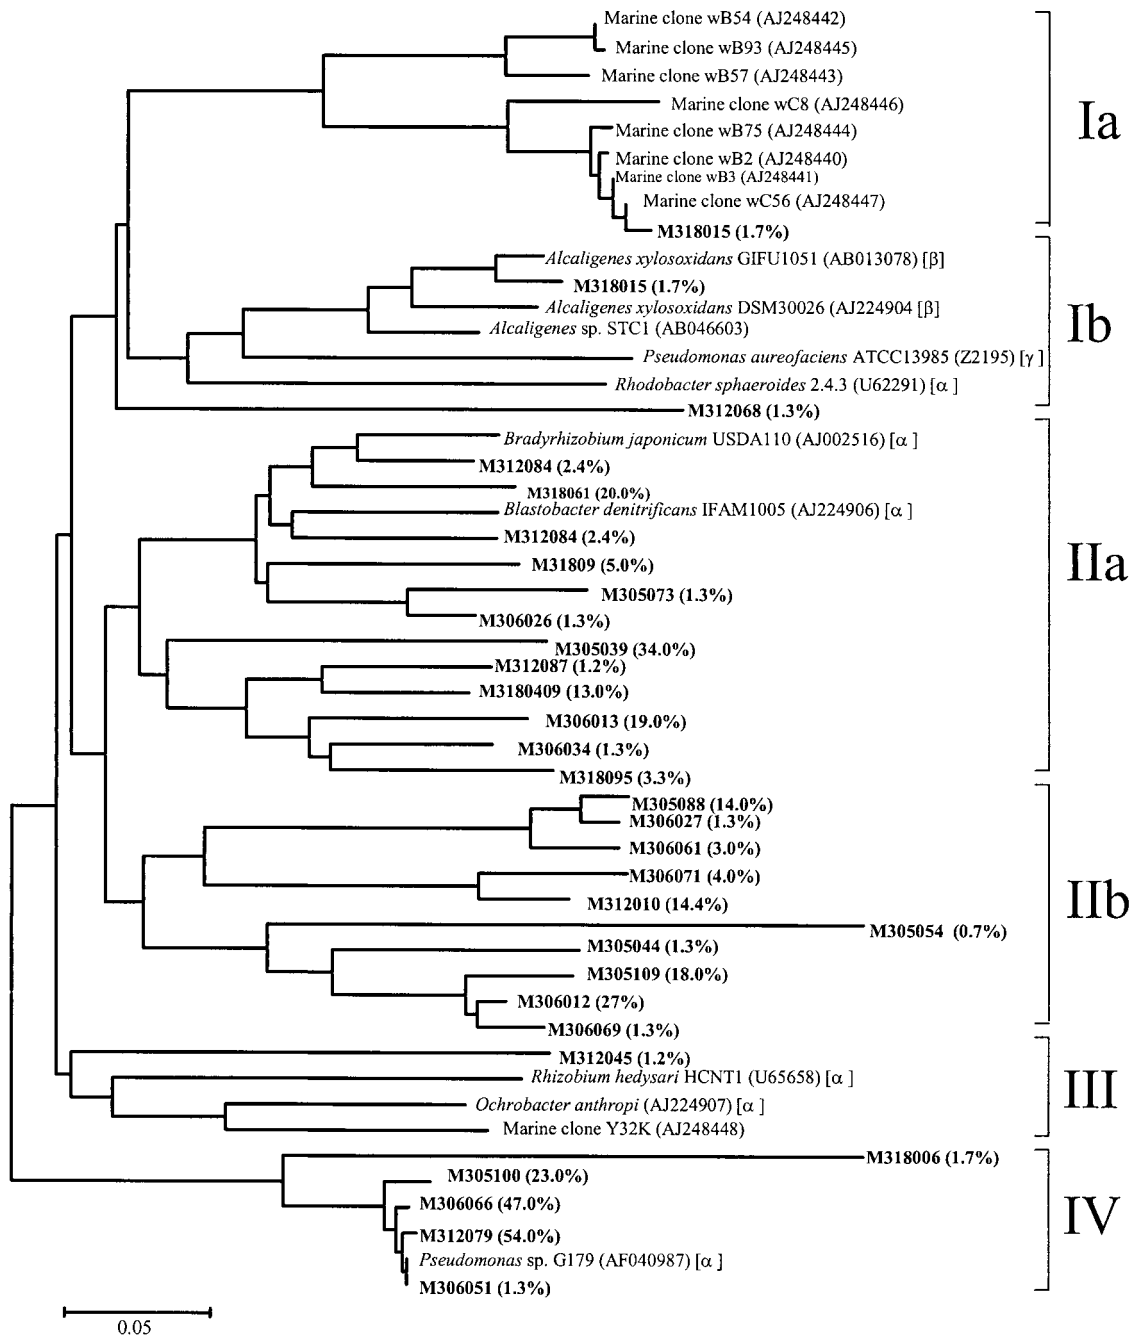 Marine clone wB54 (AJ248442)
Marine clone wB93 (AJ248445)
Marine clone wB57 (AJ248443)
Marine clone wC8 (AJ248446)
Marine clone wB75 (AJ248444)
Marine clone wB2 (AJ248440)
Marine clone wB3 (AJ248441)
Marine clone wC56 (AJ248447)
M318015 (1.7%)
Ia
Alcaligenes xylosoxidans GIFU1051 (AB013078) [β]
M318015 (1.7%)
Alcaligenes xylosoxidans DSM30026 (AJ224904 [β]
Alcaligenes sp. STC1 (AB046603)
Pseudomonas aureofaciens ATCC13985 (Z2195) [γ ]
Rhodobacter sphaeroides 2.4.3 (U62291) [α ]
M312068 (1.3%)
Ib
Bradyrhizobium japonicum USDA110 (AJ002516) [α ]
M312084 (2.4%)
M318061 (20.0%)
Blastobacter denitrificans IFAM1005 (AJ224906) [α ]
M312084 (2.4%)
M31809 (5.0%)
M305073 (1.3%)
M306026 (1.3%)
M305039 (34.0%)
M312087 (1.2%)
M3180409 (13.0%)
M306013 (19.0%)
M306034 (1.3%)
M318095 (3.3%)
IIa
M305088 (14.0%)
M306027 (1.3%)
M306061 (3.0%)
M306071 (4.0%)
M312010 (14.4%)
M305054 (0.7%)
M305044 (1.3%)
M305109 (18.0%)
M306012 (27%)
M306069 (1.3%)
IIb
M312045 (1.2%)
Rhizobium hedysari HCNT1 (U65658) [α ]
Ochrobacter anthropi (AJ224907) [α ]
Marine clone Y32K (AJ248448)
III
M318006 (1.7%)
M305100 (23.0%)
M306066 (47.0%)
M312079 (54.0%)
Pseudomonas sp. G179 (AF040987) [α ]
M306051 (1.3%)
IV
0.05